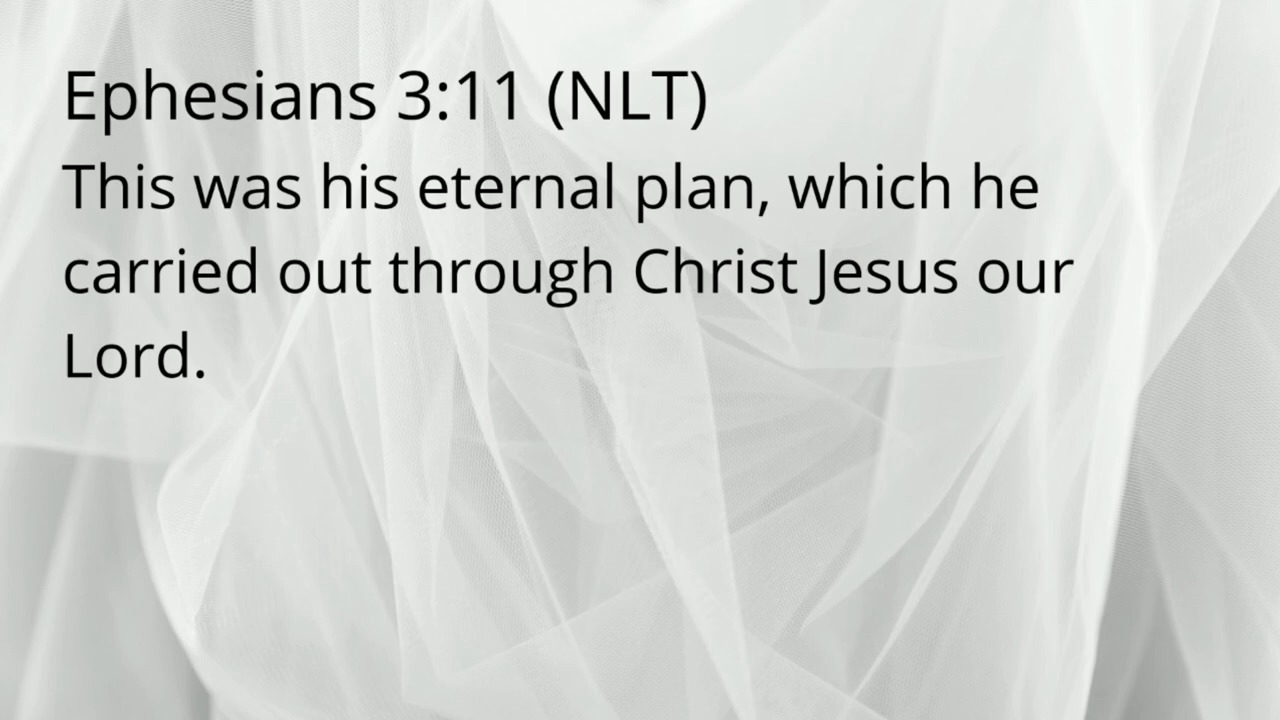 Ephesians 3:11 (NLT)
This was his eternal plan, which he
carried out through Christ Jesus our
Lord.